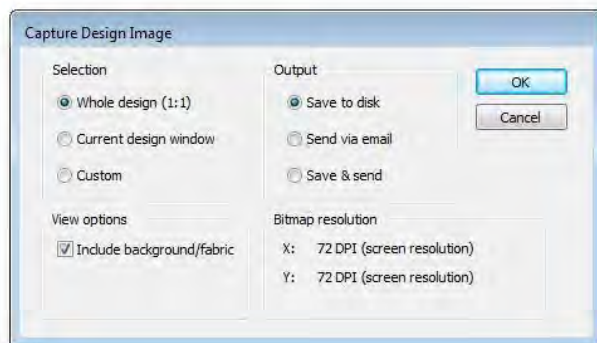 Capture Design Image
Selection
Whole design (1:1)
Current design window
Custom
Output
Save to disk
Send via email
Save & send
OK
Cancel
View options
Include background/fabric
Bitmap resolution
X: 72 DPI (screen resolution)
Y: 72 DPI (screen resolution)